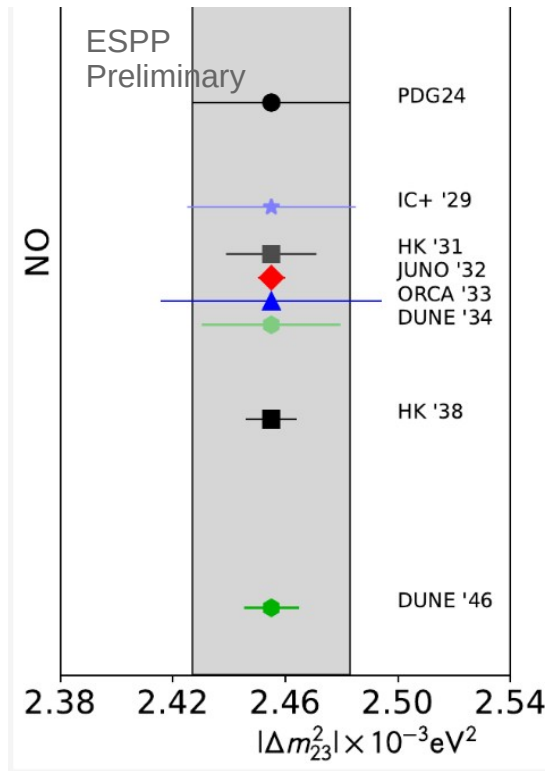 ESPP
Preliminary
PDG24
IC+ '29
NO
HK '31
JUNO '32
ORCA '33
DUNE '34
HK '38
DUNE '46
2.38 2.42 2.46 2.50 2.54
|Δm²₂₃| × 10⁻³eV²